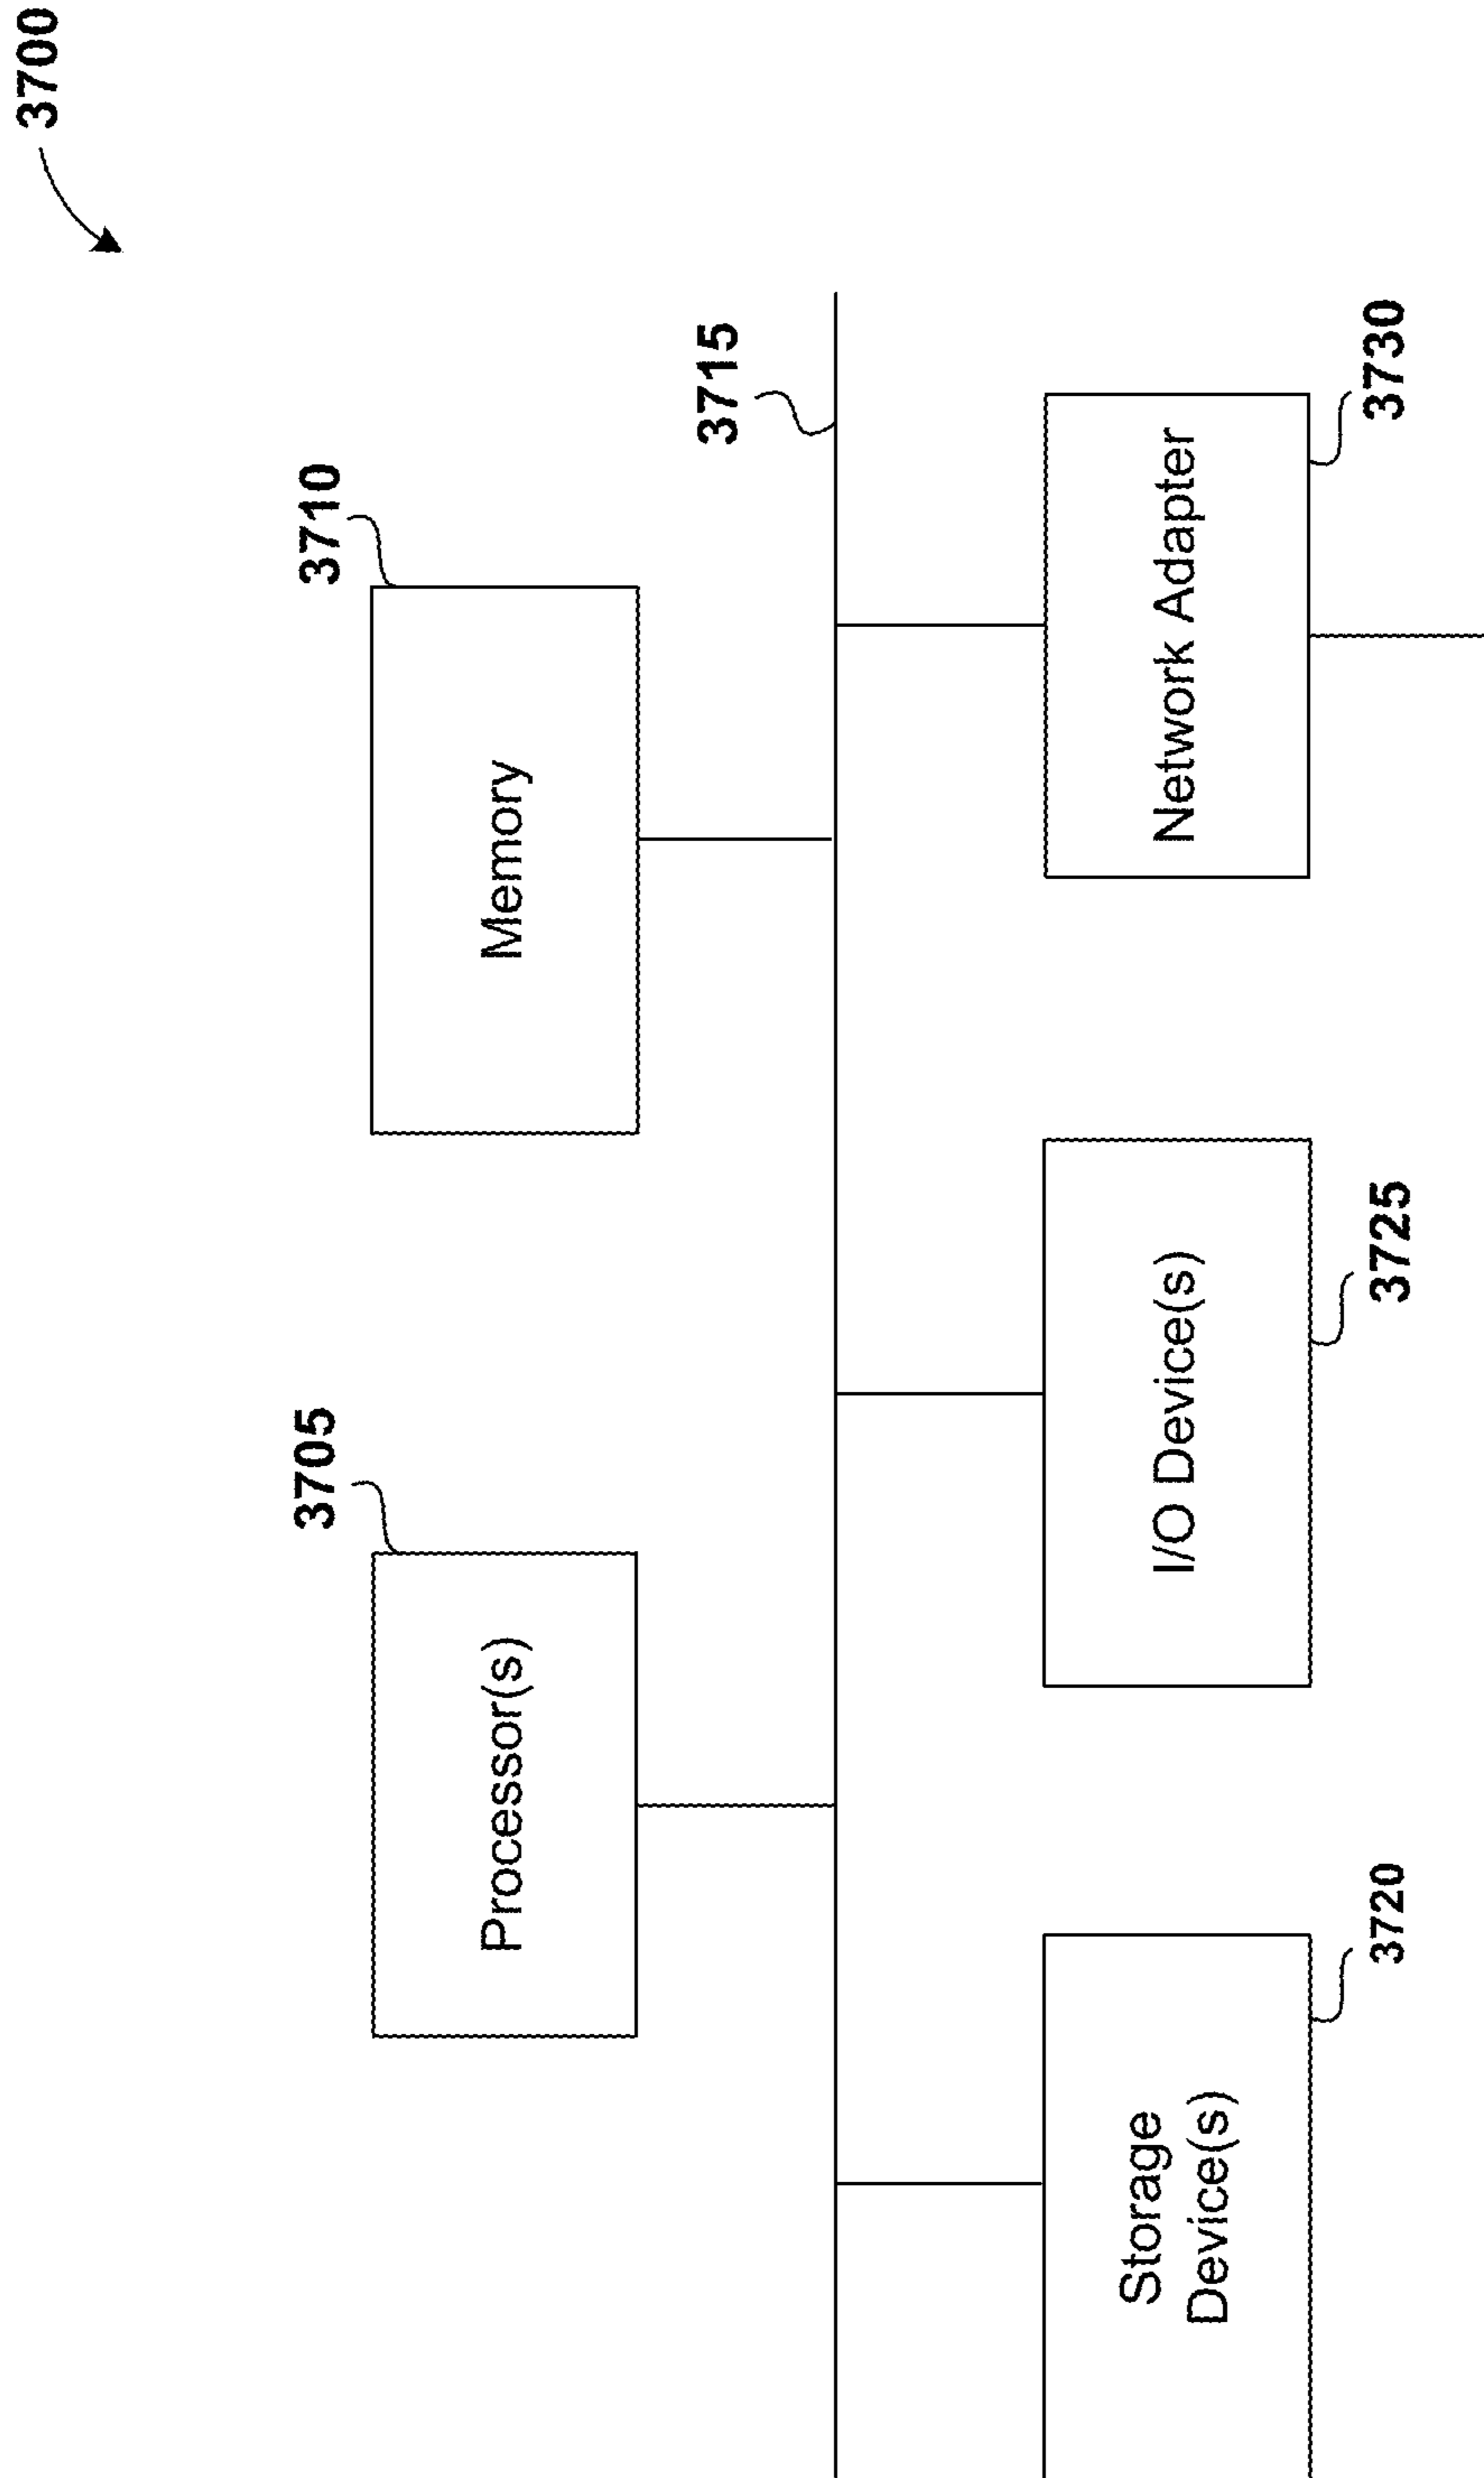 3700
3705
3710
Processor(s)
Memory
3715
Storage
Device(s)
I/O Device(s)
Network Adapter
3720
3725
3730